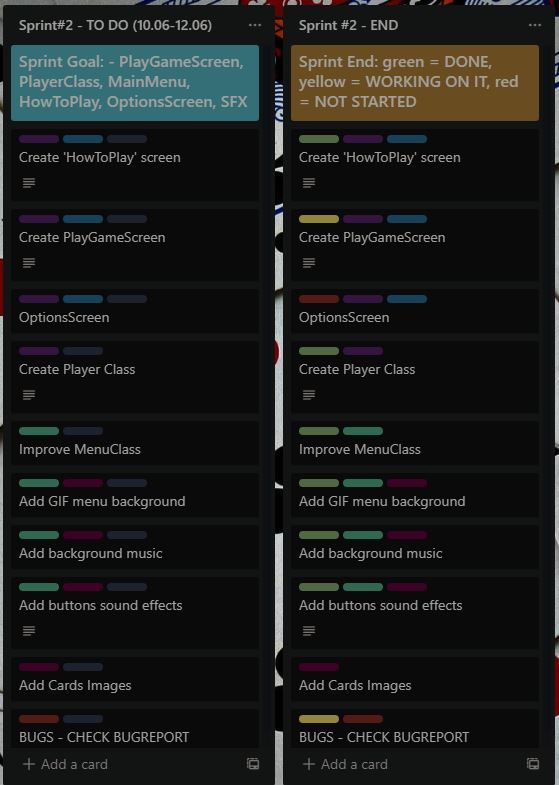 Sprint#2 - TO DO (10.06-12.06)
Sprint Goal: - PlayGameScreen,
PlayerClass, MainMenu,
HowToPlay, OptionsScreen, SFX
Create 'HowToPlay' screen
Create PlayGameScreen
OptionsScreen
Create Player Class
Improve MenuClass
Add GIF menu background
Add background music
Add buttons sound effects
Add Cards Images
BUGS - CHECK BUGREPORT
+ Add a card
Sprint #2 - END
Sprint End: green = DONE,
yellow = WORKING ON IT, red
= NOT STARTED
Create 'HowToPlay' screen
Create PlayGameScreen
OptionsScreen
Create Player Class
Improve MenuClass
Add GIF menu background
Add background music
Add buttons sound effects
Add Cards Images
BUGS - CHECK BUGREPORT
+ Add a card